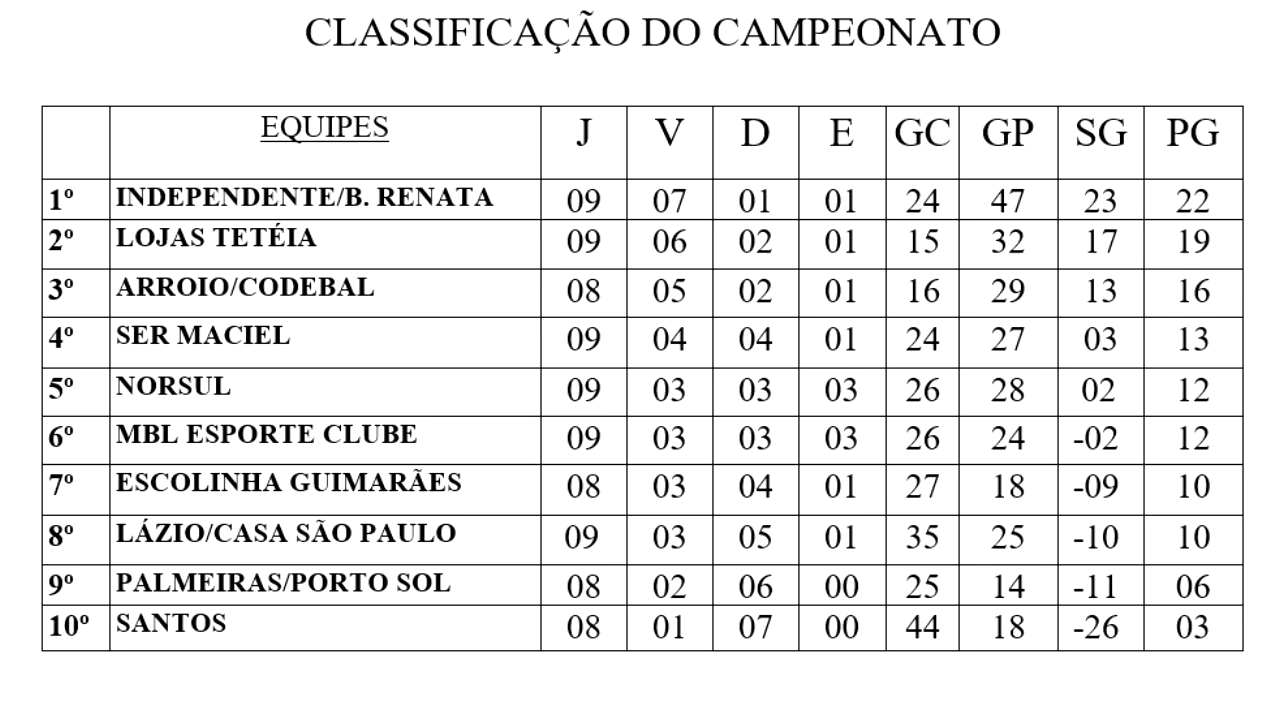 CLASSIFICAÇÃO DO CAMPEONATO
EQUIPES J V D E GC GP SG PG
1º INDEPENDENTE/B. RENATA 09 07 01 01 24 47 23 22
2º LOJAS TETÉIA 09 06 02 01 15 32 17 19
3º ARROIO/CODEBAL 08 05 02 01 16 29 13 16
4º SER MACIEL 09 04 04 01 24 27 03 13
5º NORSUL 09 03 03 03 26 28 02 12
6º MBL ESPORTE CLUBE 09 03 03 03 26 24 -02 12
7º ESCOLINHA GUIMARÃES 08 03 04 01 27 18 -09 10
8º LÁZIO/CASA SÃO PAULO 09 03 05 01 35 25 -10 10
9º PALMEIRAS/PORTO SOL 08 02 06 00 25 14 -11 06
10º SANTOS 08 01 07 00 44 18 -26 03